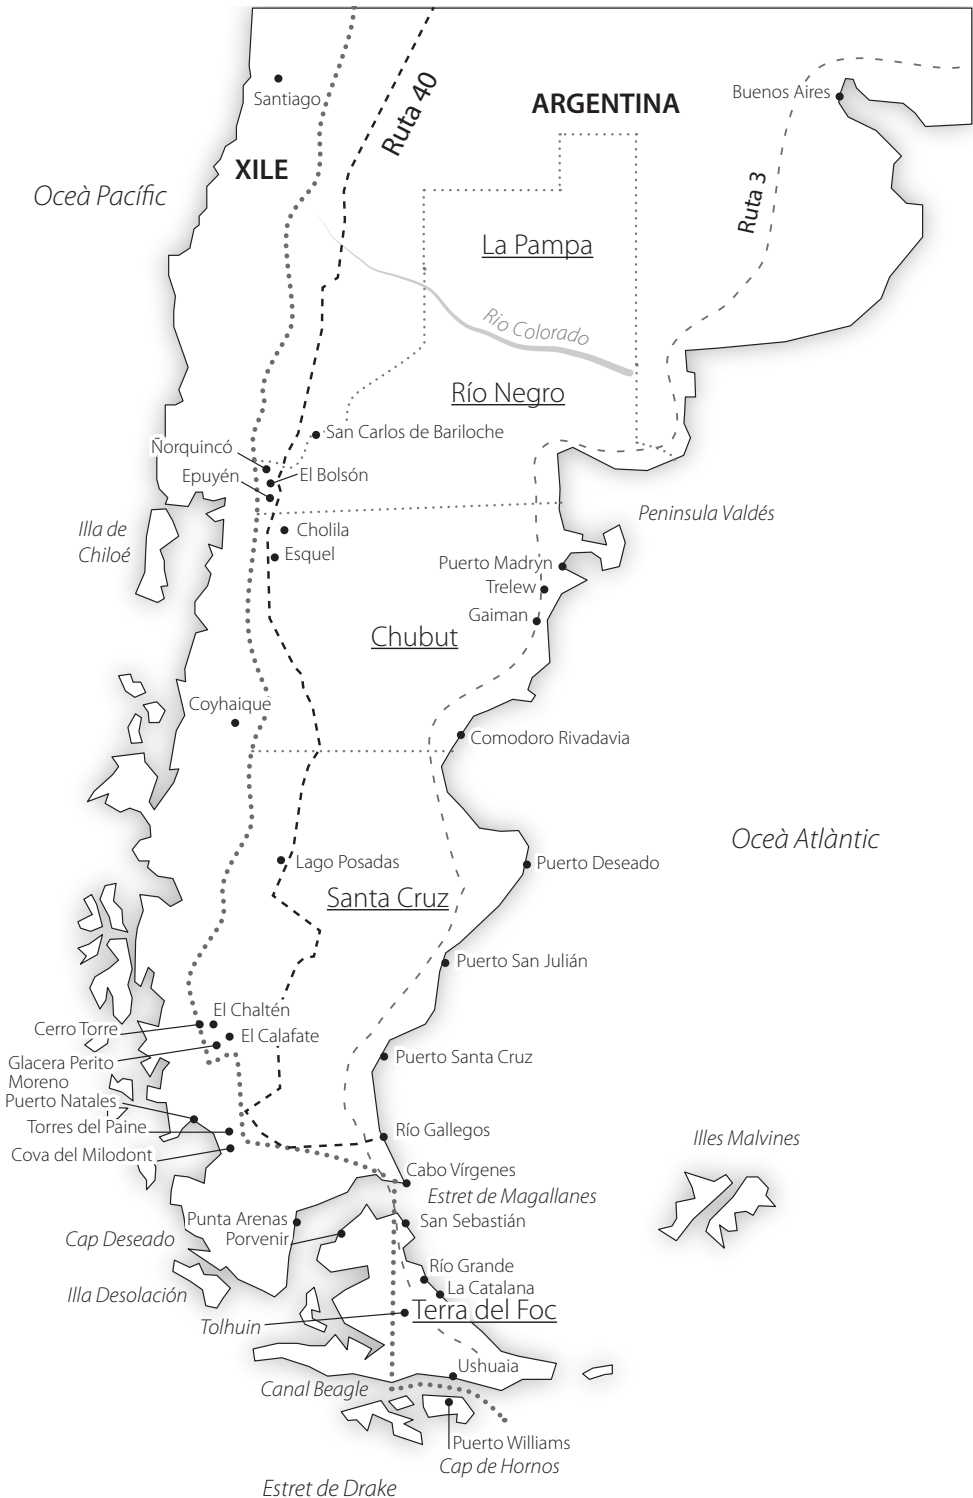 Santiago
Ruta 40
ARGENTINA
Buenos Aires
XILE
Oceà Pacífic
Ruta 3
La Pampa
Rio Colorado
Río Negro
San Carlos de Bariloche
Ñorquincó
Epuyén
El Bolsón
Illa de
Chiloé
Cholila
Esquel
Peninsula Valdés
Puerto Madryn
Trelew
Gaiman
Chubut
Coyhaique
Comodoro Rivadavia
Oceà Atlàntic
Lago Posadas
Puerto Deseado
Santa Cruz
Puerto San Julián
El Chaltén
Cerro Torre
El Calafate
Glacera Perito
Moreno
Puerto Santa Cruz
Puerto Natales
Torres del Paine
Río Gallegos
Cova del Milodont
Illes Malvines
Cabo Vírgenes
Estret de Magallanes
Punta Arenas
San Sebastián
Porvenir
Cap Deseado
Río Grande
La Catalana
Illa Desolación
Terra del Foc
Tolhuin
Ushuaia
Canal Beagle
Puerto Williams
Cap de Hornos
Estret de Drake